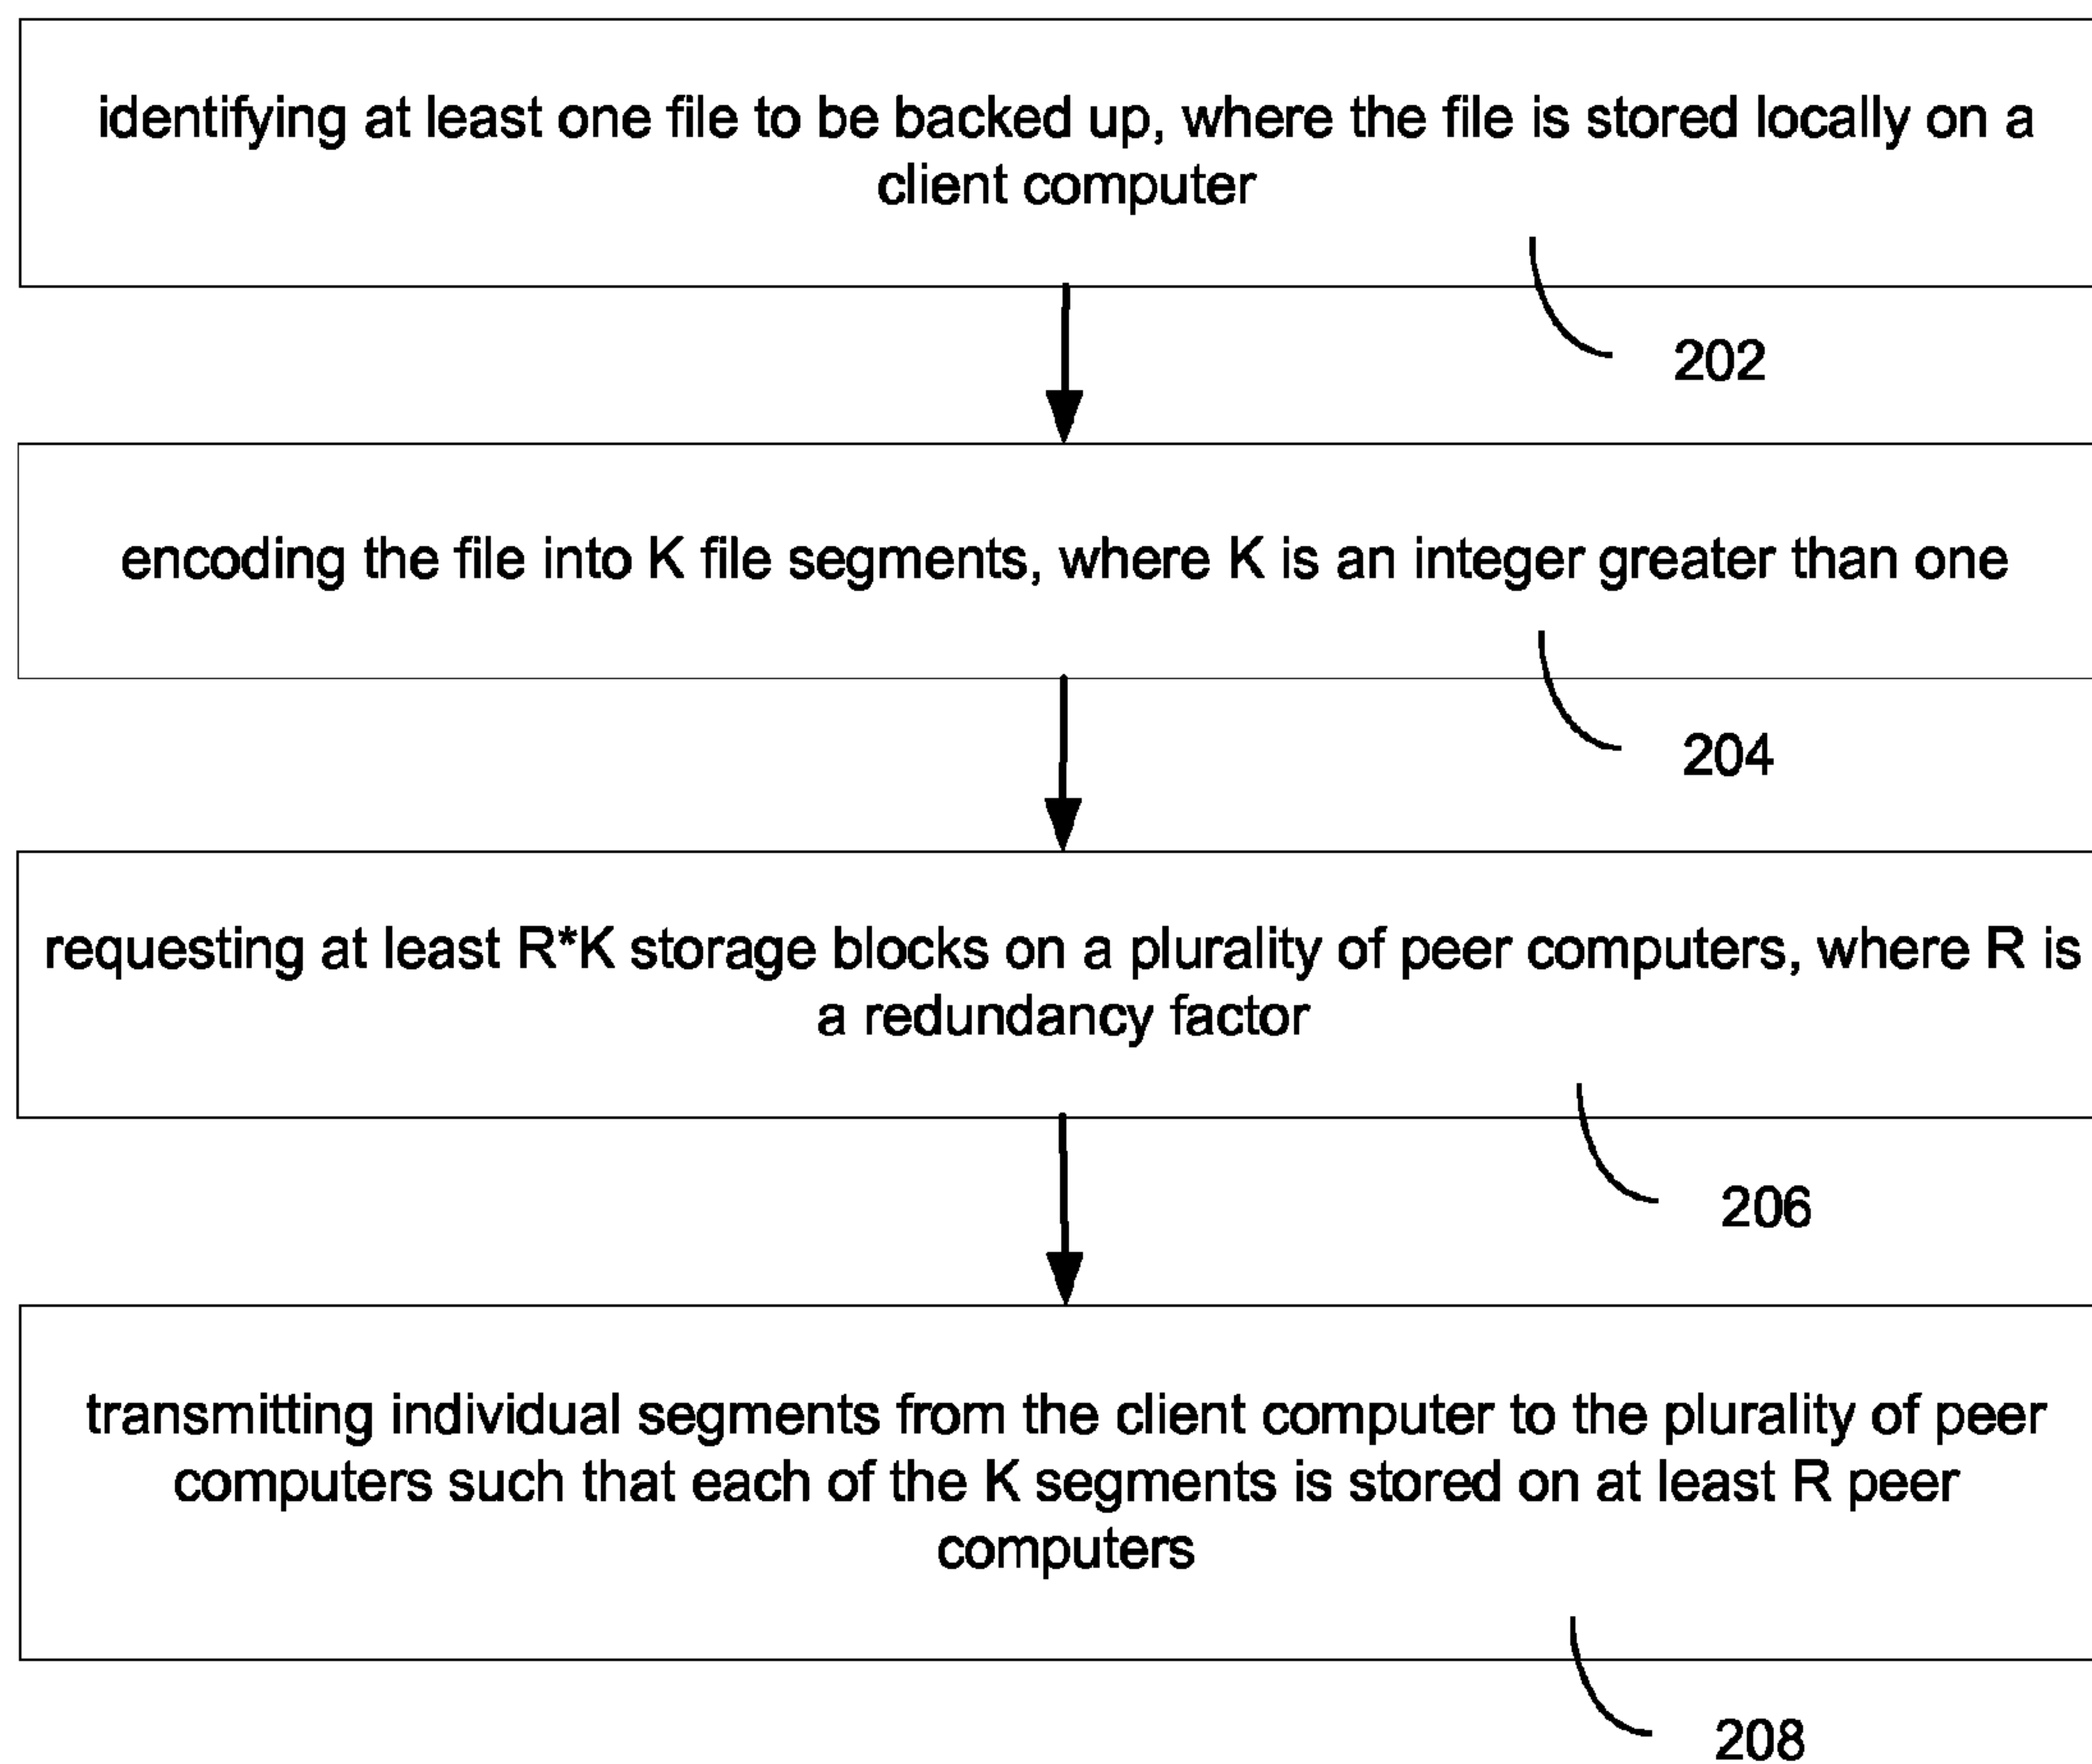 identifying at least one file to be backed up, where the file is stored locally on a
client computer
202
encoding the file into K file segments, where K is an integer greater than one
204
requesting at least R*K storage blocks on a plurality of peer computers, where R is
a redundancy factor
206
transmitting individual segments from the client computer to the plurality of peer
computers such that each of the K segments is stored on at least R peer
computers
208